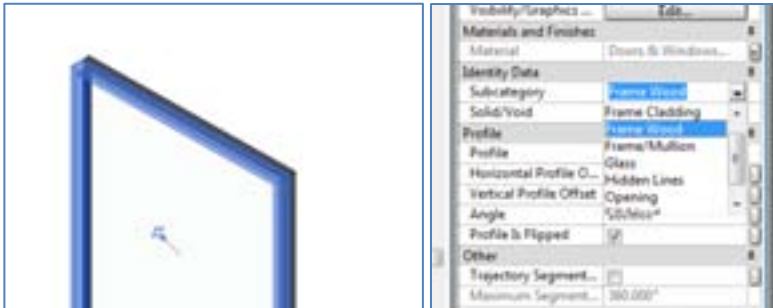 Visibility/Graphics ... Edit...
Materials and Finishes
Material Doors & Windows...
Identity Data
Subcategory Frame Wood
Solid/Void Frame Cladding
Frame Wood
Profile
Frame/Mullion
Profile
Glass
Horizontal Profile O...
Hidden Lines
Vertical Profile Offset
Opening
Angle
Profile Is Flipped
Other
Trajectory Segment...
Maximum Segment... 360.000°